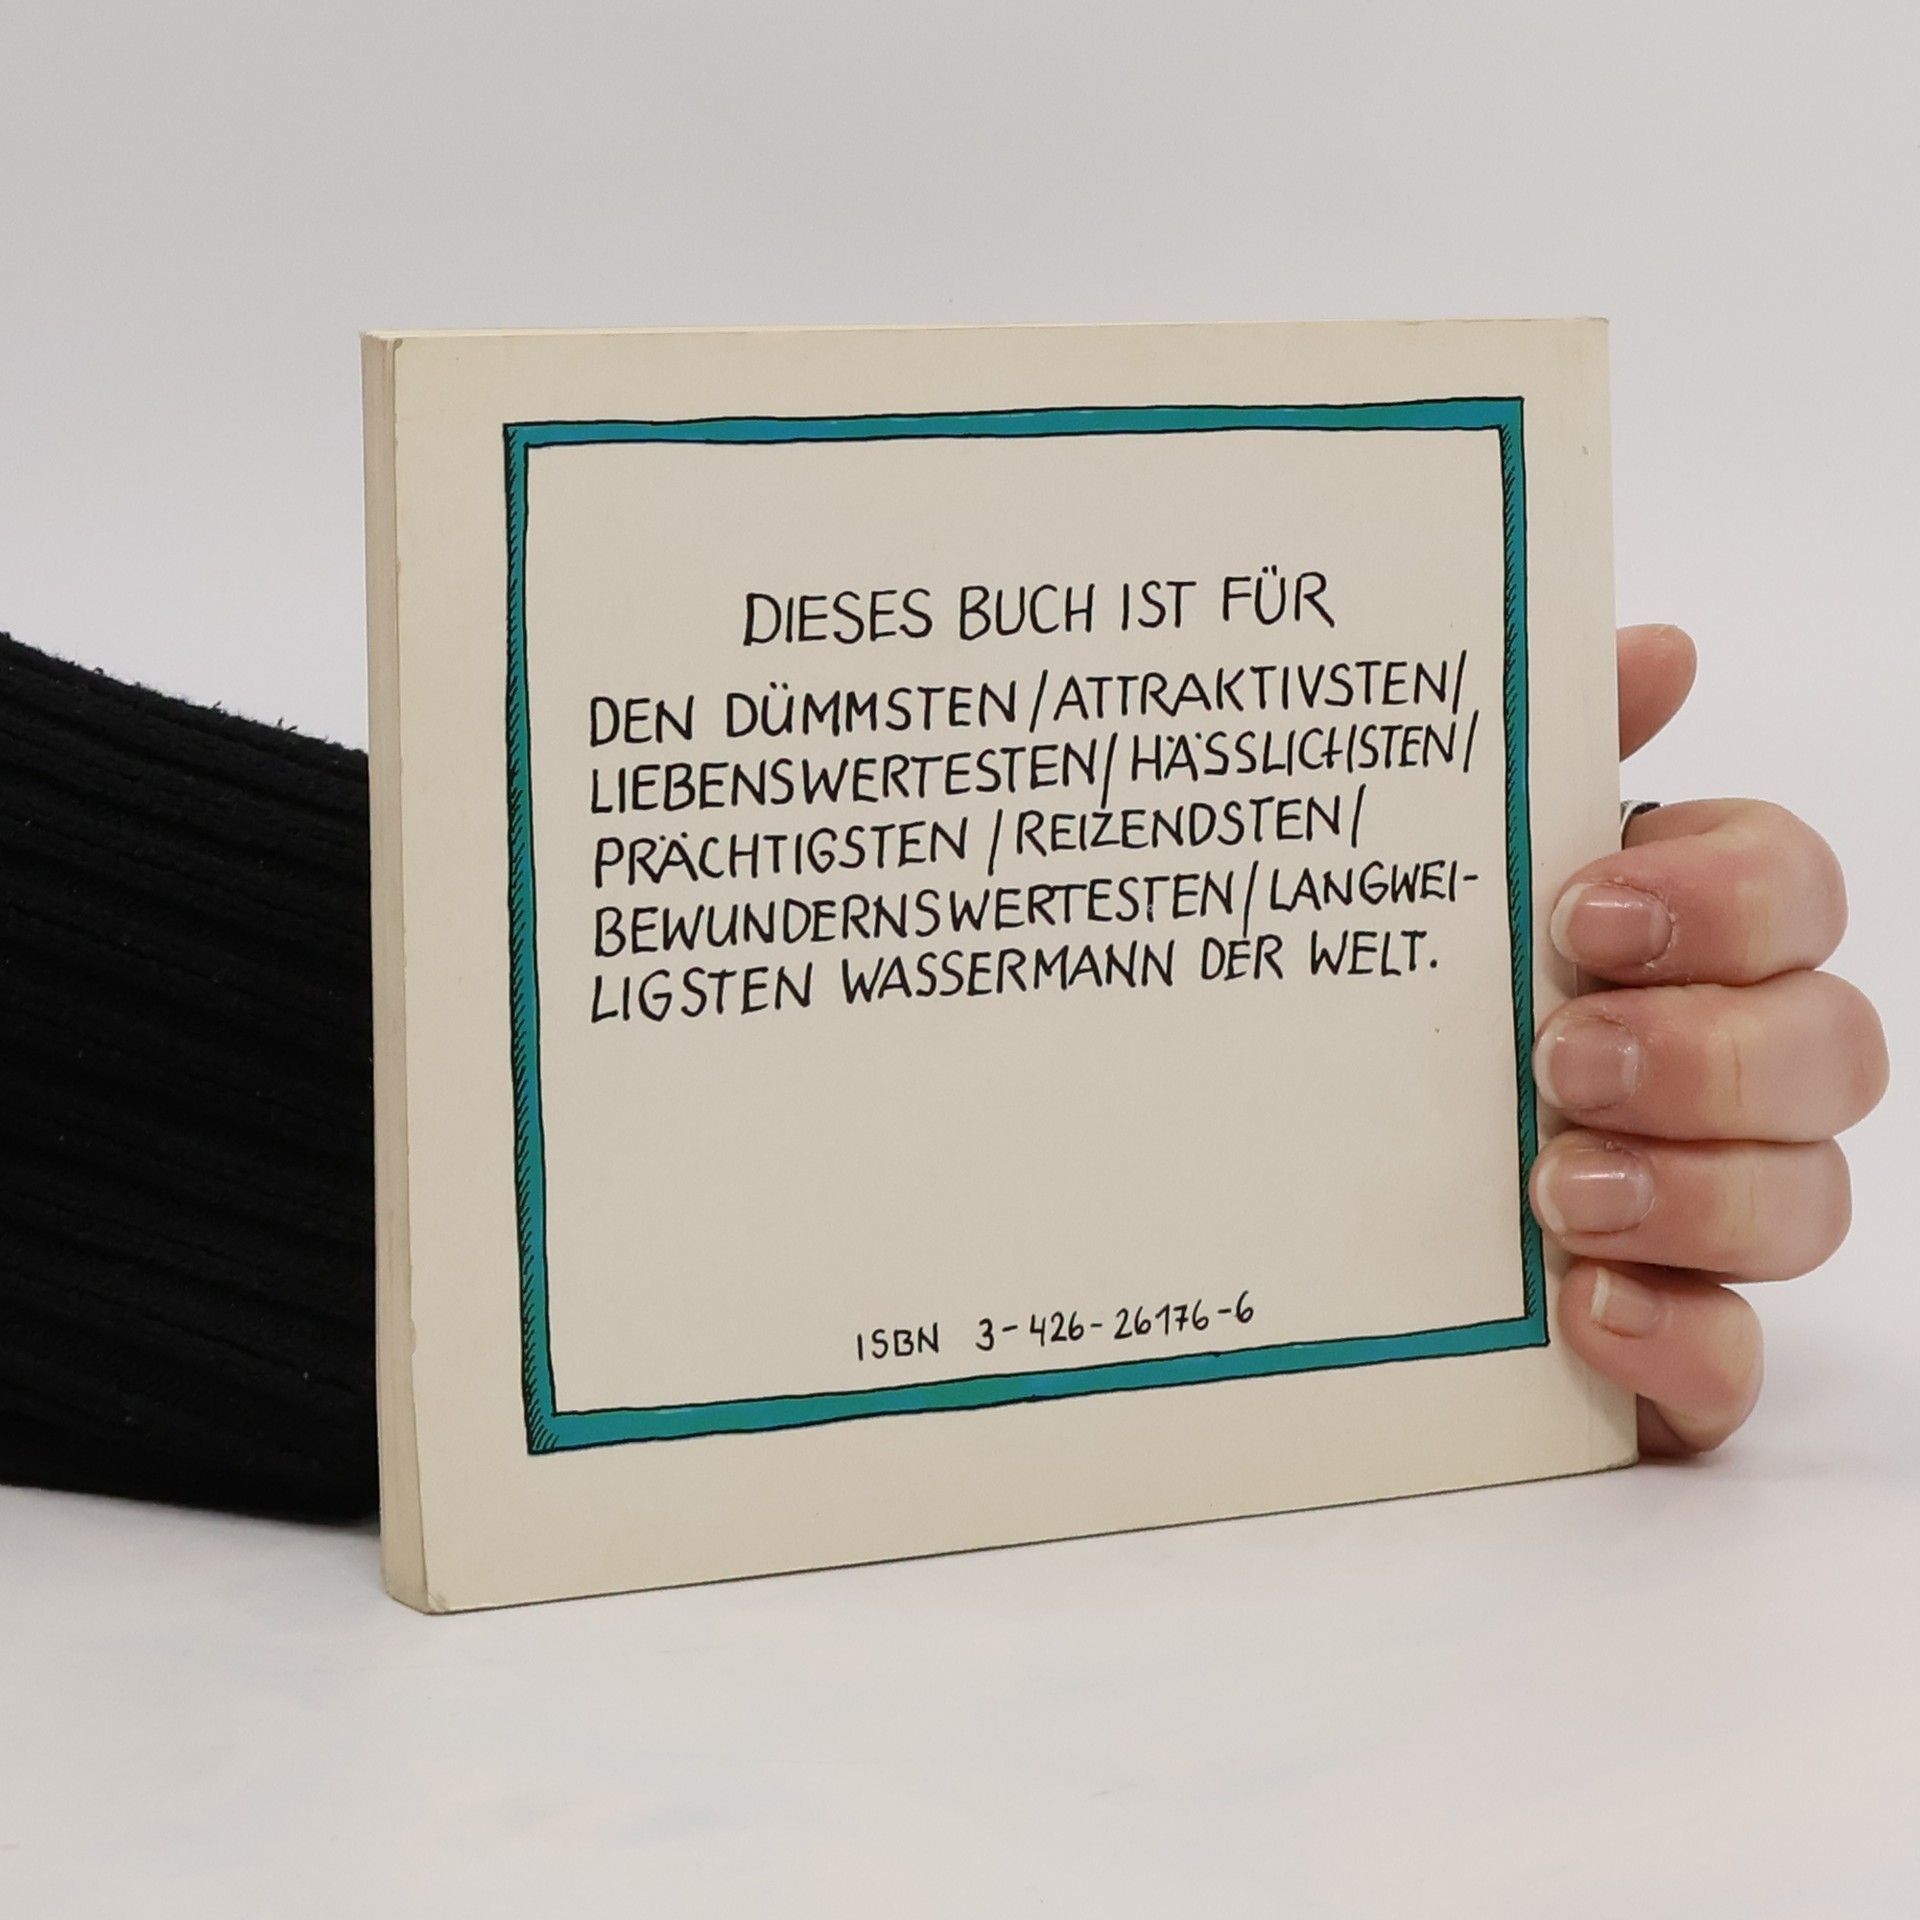 DIESES BUCH IST FÜR
DEN DÜMMSTEN/ATTRAKTIVSTEN/
LIEBENSWERTESTEN/HÄSSLICHSTEN/
PRÄCHTIGSTEN/REIZENDSTEN/
BEWUNDERNSWERTESTEN/LANGWEI-
LIGSTEN WASSERMANN DER WELT.
ISBN 3-426-26176-6